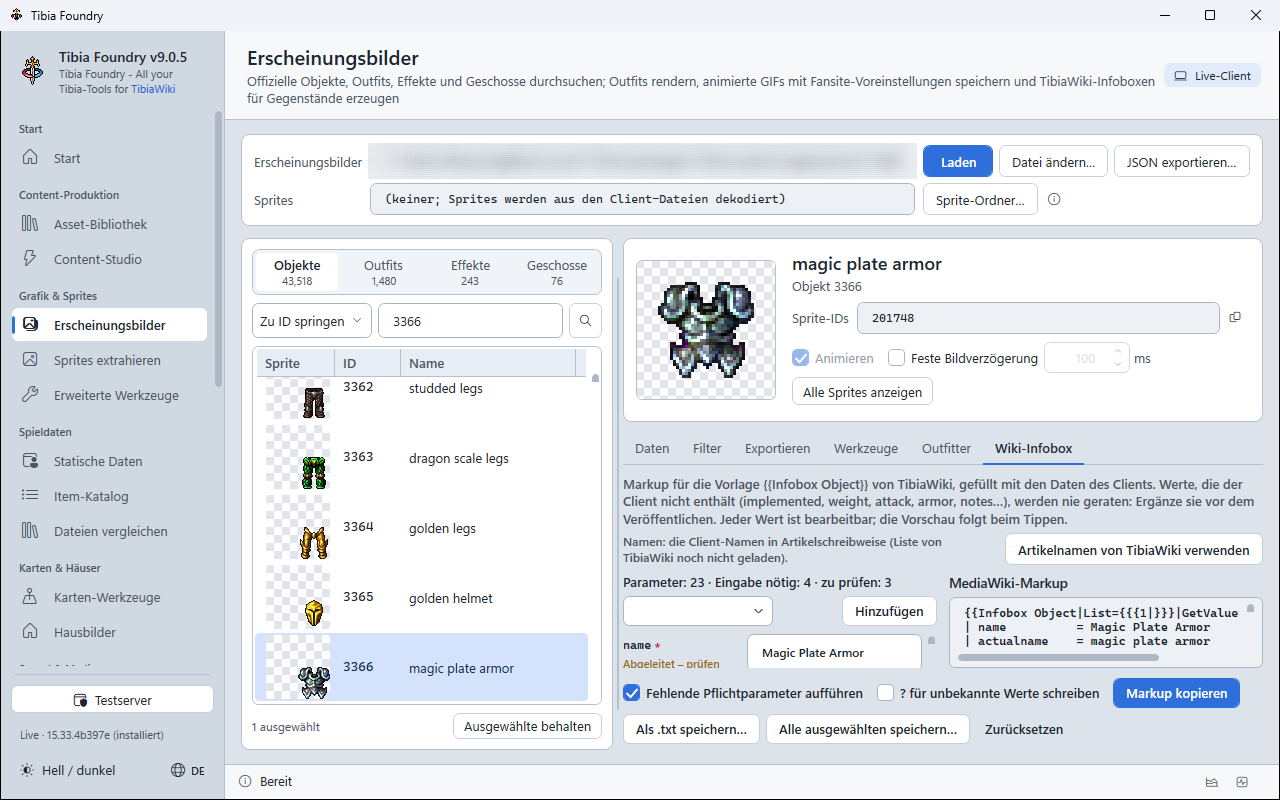 Tibia Foundry
Tibia Foundry v9.0.5
Tibia Foundry - All your
Tibia-Tools for TibiaWiki
Start
Start
Content-Produktion
Asset-Bibliothek
Content-Studio
Grafik & Sprites
Erscheinungsbilder
Sprites extrahieren
Erweiterte Werkzeuge
Spieldaten
Statische Daten
Item-Katalog
Dateien vergleichen
Karten & Häuser
Karten-Werkzeuge
Hausbilder
Testserver
Live · 15.33.4b397e (installiert)
Hell / dunkel
DE
Erscheinungsbilder
Offizielle Objekte, Outfits, Effekte und Geschosse durchsuchen; Outfits rendern, animierte GIFs mit Fansite-Voreinstellungen speichern und TibiaWiki-Infoboxen
für Gegenstände erzeugen
Live-Client
Erscheinungsbilder
Laden
Datei ändern...
JSON exportieren...
Sprites
(keiner; Sprites werden aus den Client-Dateien dekodiert)
Sprite-Ordner...
Objekte
43,518
Outfits
1,480
Effekte
243
Geschosse
76
Zu ID springen
3366
Sprite ID Name
3362 studded legs
3363 dragon scale legs
3364 golden legs
3365 golden helmet
3366 magic plate armor
1 ausgewählt
Ausgewählte behalten
magic plate armor
Objekt 3366
Sprite-IDs
201748
Animieren
Feste Bildverzögerung
100
ms
Alle Sprites anzeigen
Daten Filter Exportieren Werkzeuge Outfitter Wiki-Infobox
Markup für die Vorlage {{Infobox Object}} von TibiaWiki, gefüllt mit den Daten des Clients. Werte, die der
Client nicht enthält (implemented, weight, attack, armor, notes...), werden nie geraten: Ergänze sie vor dem
Veröffentlichen. Jeder Wert ist bearbeitbar; die Vorschau folgt beim Tippen.
Namen: die Client-Namen in Artikelschreibweise (Liste von
TibiaWiki noch nicht geladen).
Artikelnamen von TibiaWiki verwenden
Parameter: 23 · Eingabe nötig: 4 · zu prüfen: 3
Hinzufügen
name *
Abgeleitet – prüfen
Magic Plate Armor
MediaWiki-Markup
{{Infobox Object|List={{{1|}}}|GetValue
| name = Magic Plate Armor
| actualname = magic plate armor
Fehlende Pflichtparameter aufführen
? für unbekannte Werte schreiben
Markup kopieren
Als .txt speichern...
Alle ausgewählten speichern...
Zurücksetzen
Bereit